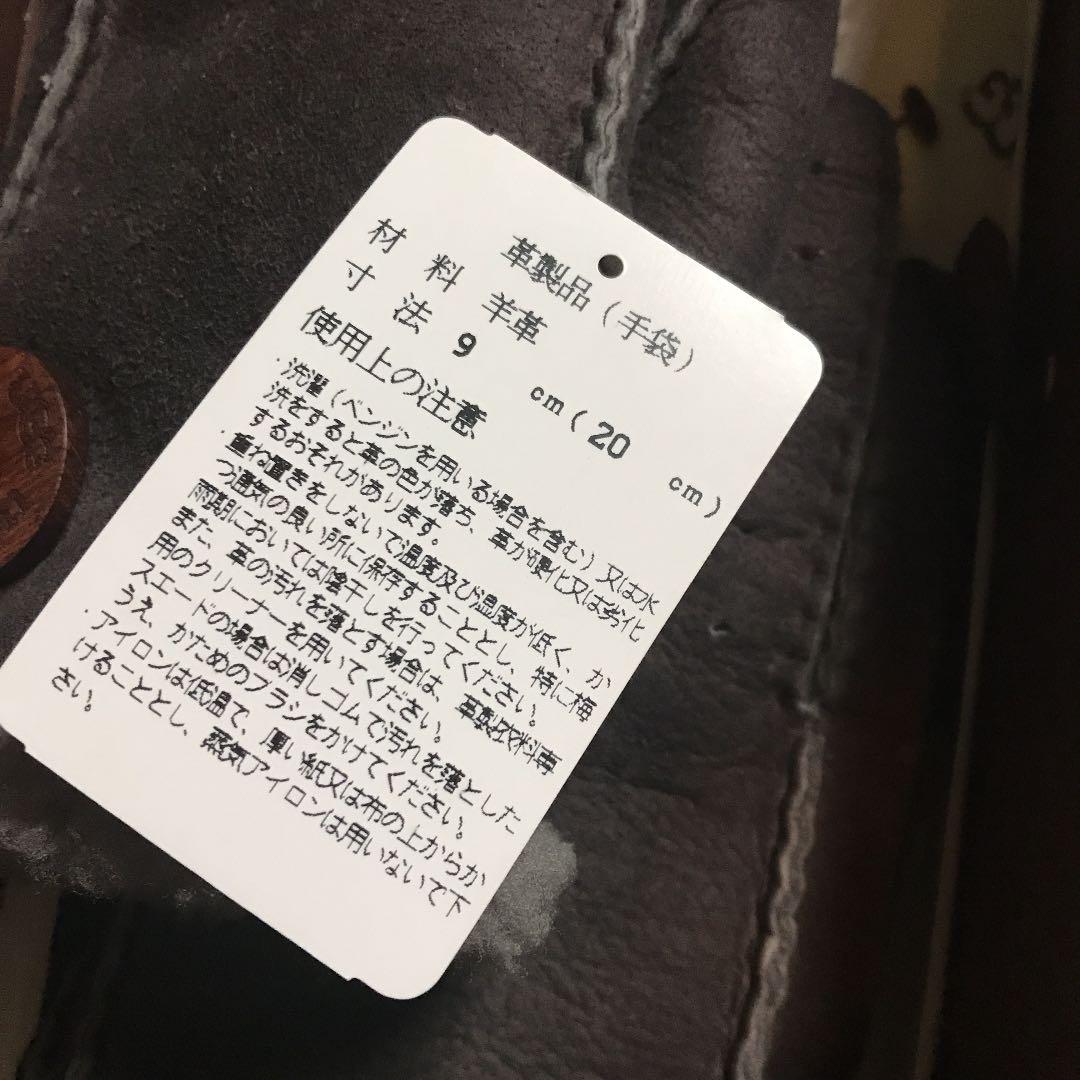 革製品（手袋）
材料 羊革
寸法 9 cm（20 cm）
使用上の注意
・洗濯（ベンジンを用いる場合を含む）又は水
洗をすると革の色が落ち、革が硬化又は劣化
するおそれがあります。
・重ね置きをしないで温度及び湿度が低く、か
つ通気の良い所に保存することとし、特に梅
雨期においては陰干しを行ってください。
また、革の汚れを落とす場合は、革製衣料専
用のクリーナーを用いてください。
スエードの場合は消しゴムで汚れを落とした
うえ、かためのブラシをかけてください。
・アイロンは低温で、厚い紙又は布の上からか
けることとし、蒸気アイロンは用いないで下
さい。